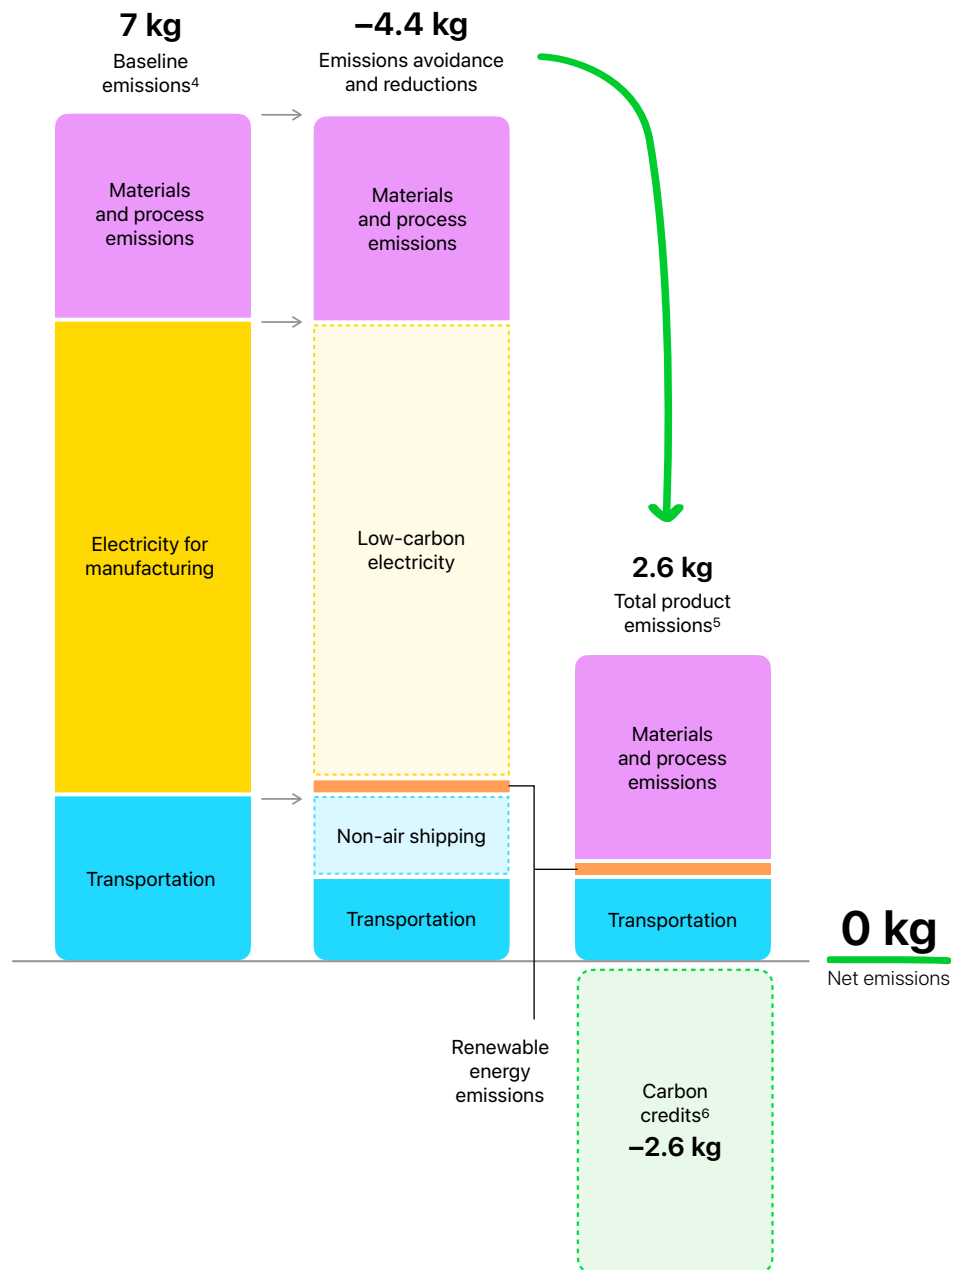 7 kg
Baseline
emissions⁴
Materials
and process
emissions
Electricity for
manufacturing
Transportation
–4.4 kg
Emissions avoidance
and reductions
Materials
and process
emissions
Low-carbon
electricity
Non-air shipping
Transportation
Renewable
energy
emissions
2.6 kg
Total product
emissions⁵
Materials
and process
emissions
Transportation
Carbon
credits⁶
–2.6 kg
0 kg
Net emissions